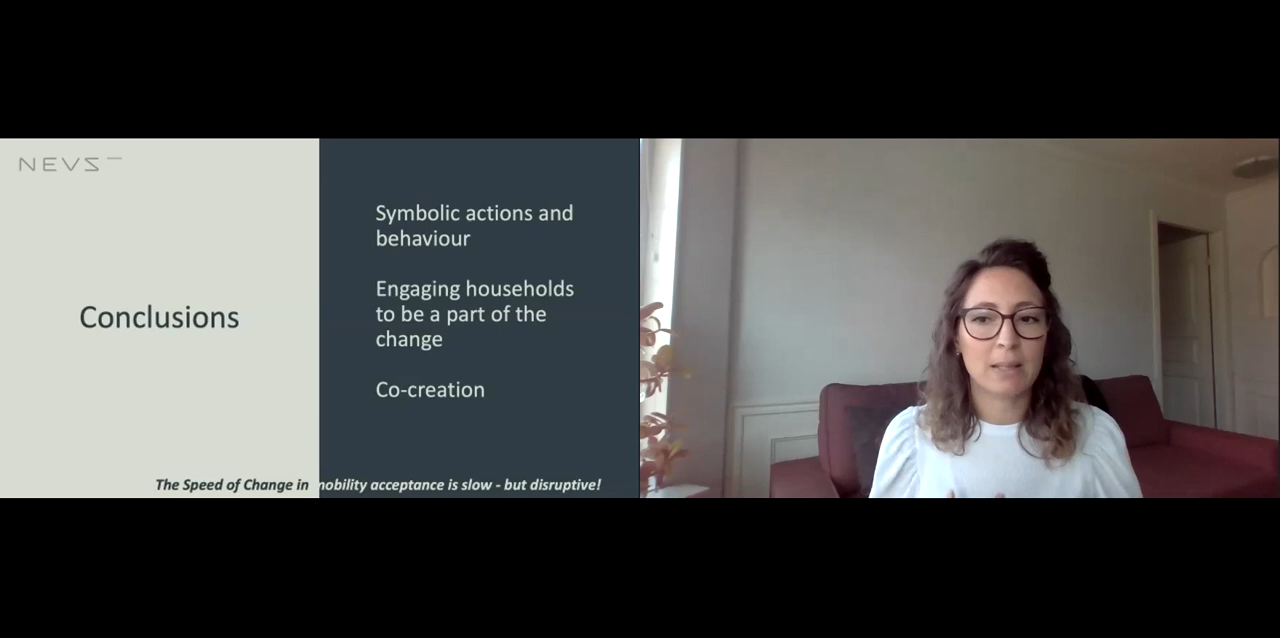 NEVS
Conclusions
Symbolic actions and
behaviour
Engaging households
to be a part of the
change
Co-creation
The Speed of Change in mobility acceptance is slow - but disruptive!